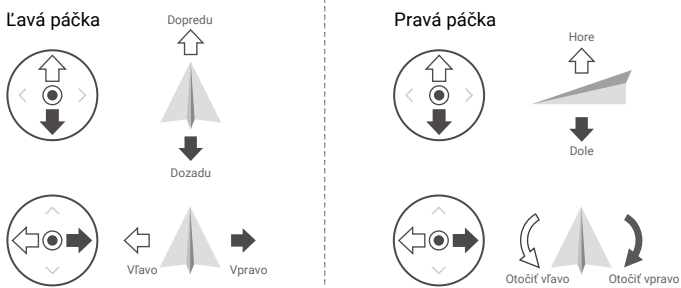 Ľavá páčka
Dopredu
Dozadu
Vľavo
Vpravo
Pravá páčka
Hore
Dole
Otočiť vľavo
Otočiť vpravo